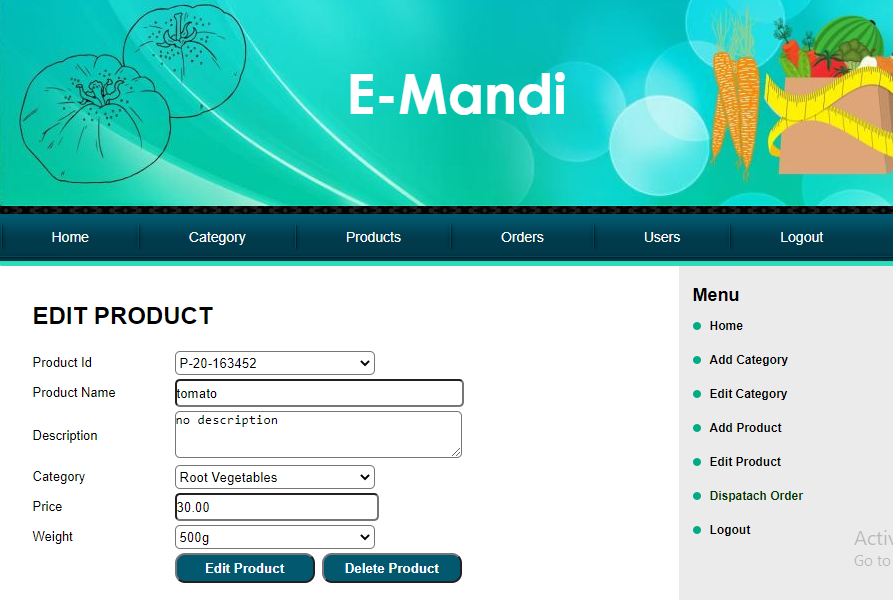 E-Mandi
Home Category Products Orders Users Logout
EDIT PRODUCT
Product Id P-20-163452
Product Name tomato
Description no description
Category Root Vegetables
Price 30.00
Weight 500g
Edit Product Delete Product
Menu
Home
Add Category
Edit Category
Add Product
Edit Product
Dispatach Order
Logout
Go to